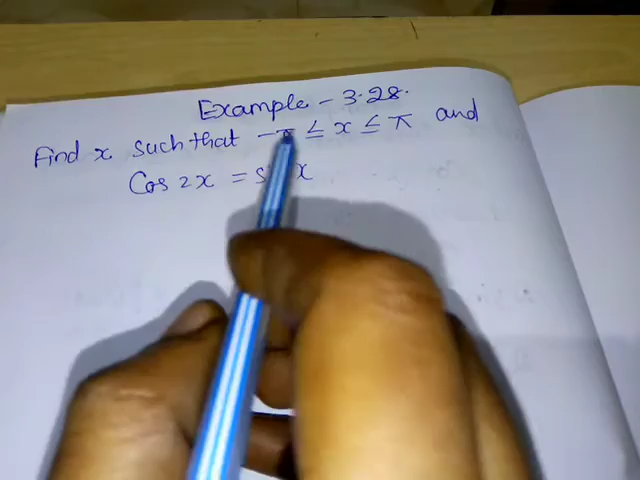 Example - 3.28.
Find x such that -π ≤ x ≤ π and
Cos 2x = x